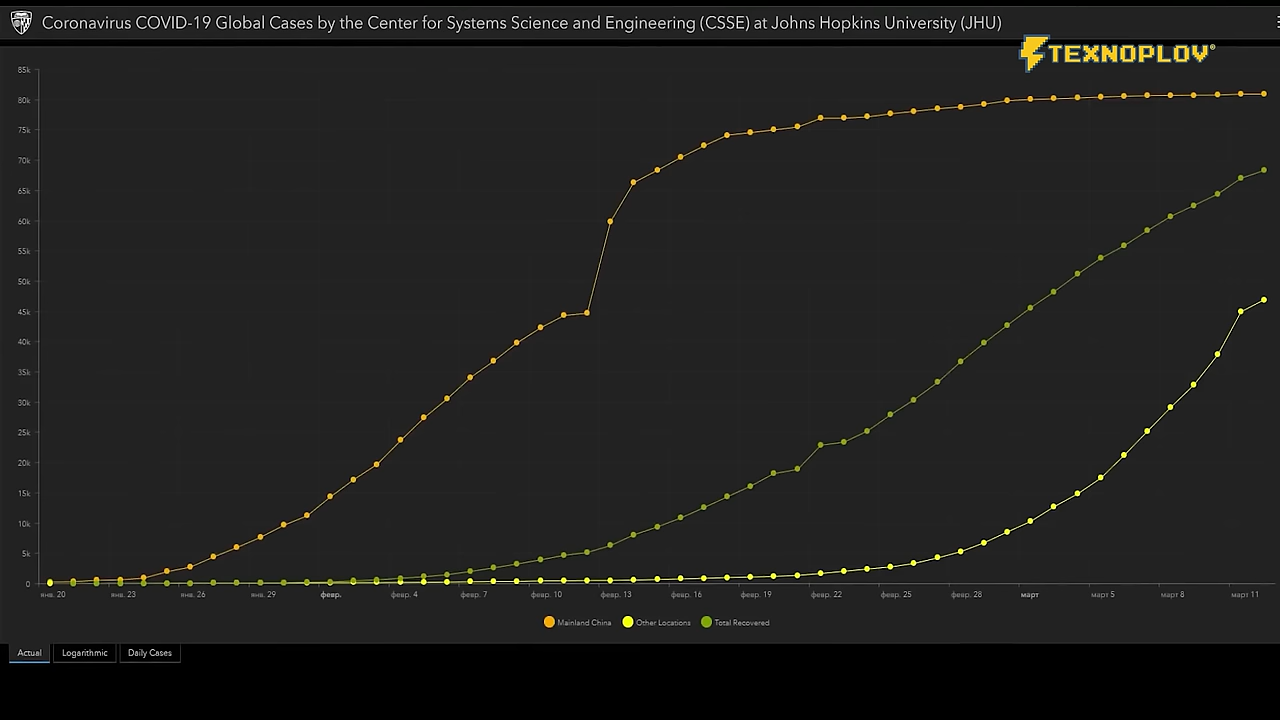 Coronavirus COVID-19 Global Cases by the Center for Systems Science and Engineering (CSSE) at Johns Hopkins University (JHU)
TEXNOPLOV®
85k
80k
75k
70k
65k
60k
55k
50k
45k
40k
35k
30k
25k
20k
15k
10k
5k
0
янв. 20 янв. 23 янв. 26 янв. 29 февр. февр. 4 февр. 7 февр. 10 февр. 13 февр. 16 февр. 19 февр. 22 февр. 25 февр. 28 март март 5 март 8 март 11
Mainland China Other Locations Total Recovered
Actual Logarithmic Daily Cases